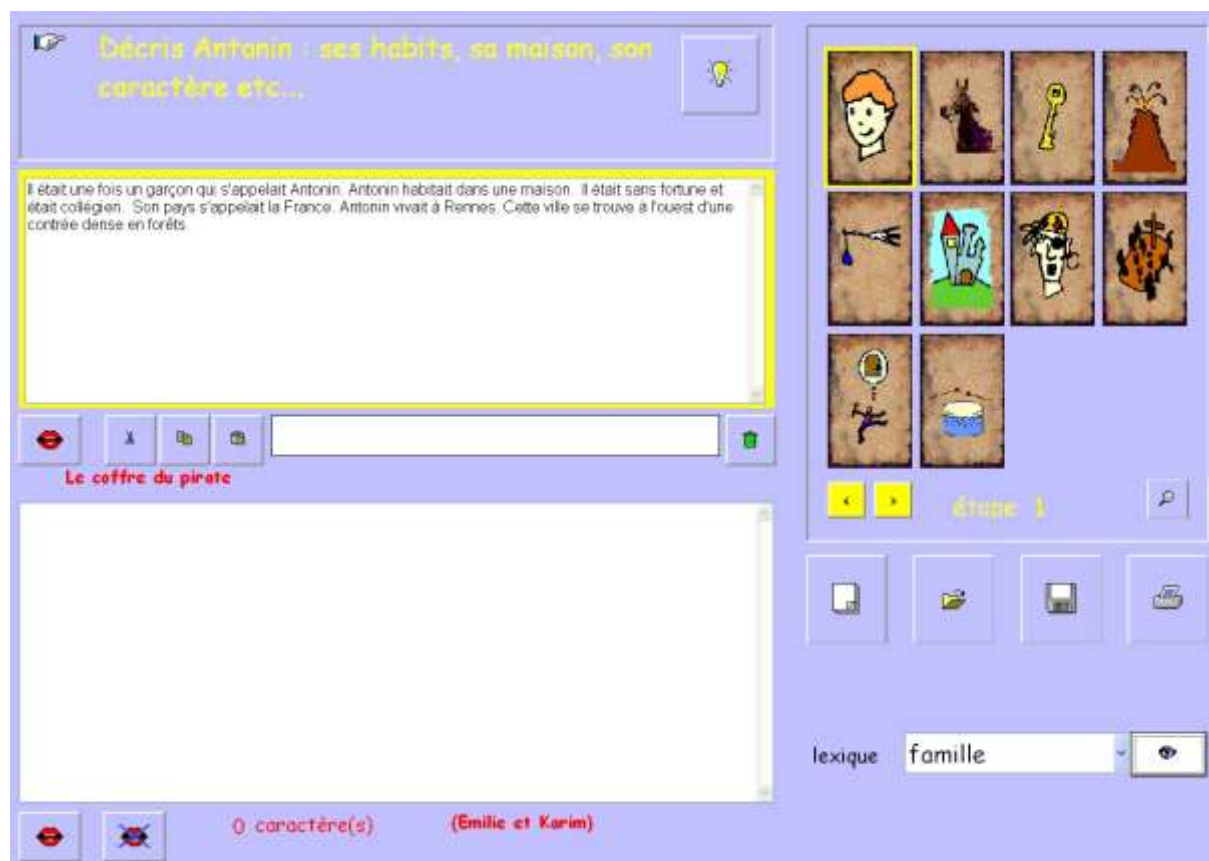 Décris Antonin : ses habits, sa maison, son
caractère etc...
Il était une fois un garçon qui s'appelait Antonin. Antonin habitait dans une maison. Il était sans fortune et
était collégien. Son pays s'appelait la France. Antonin vivait à Rennes. Cette ville se trouve à l'ouest d'une
contrée dense en forêts.
Le coffre du pirate
< > étape 1
lexique famille
0 caractère(s) (Emilie et Karim)